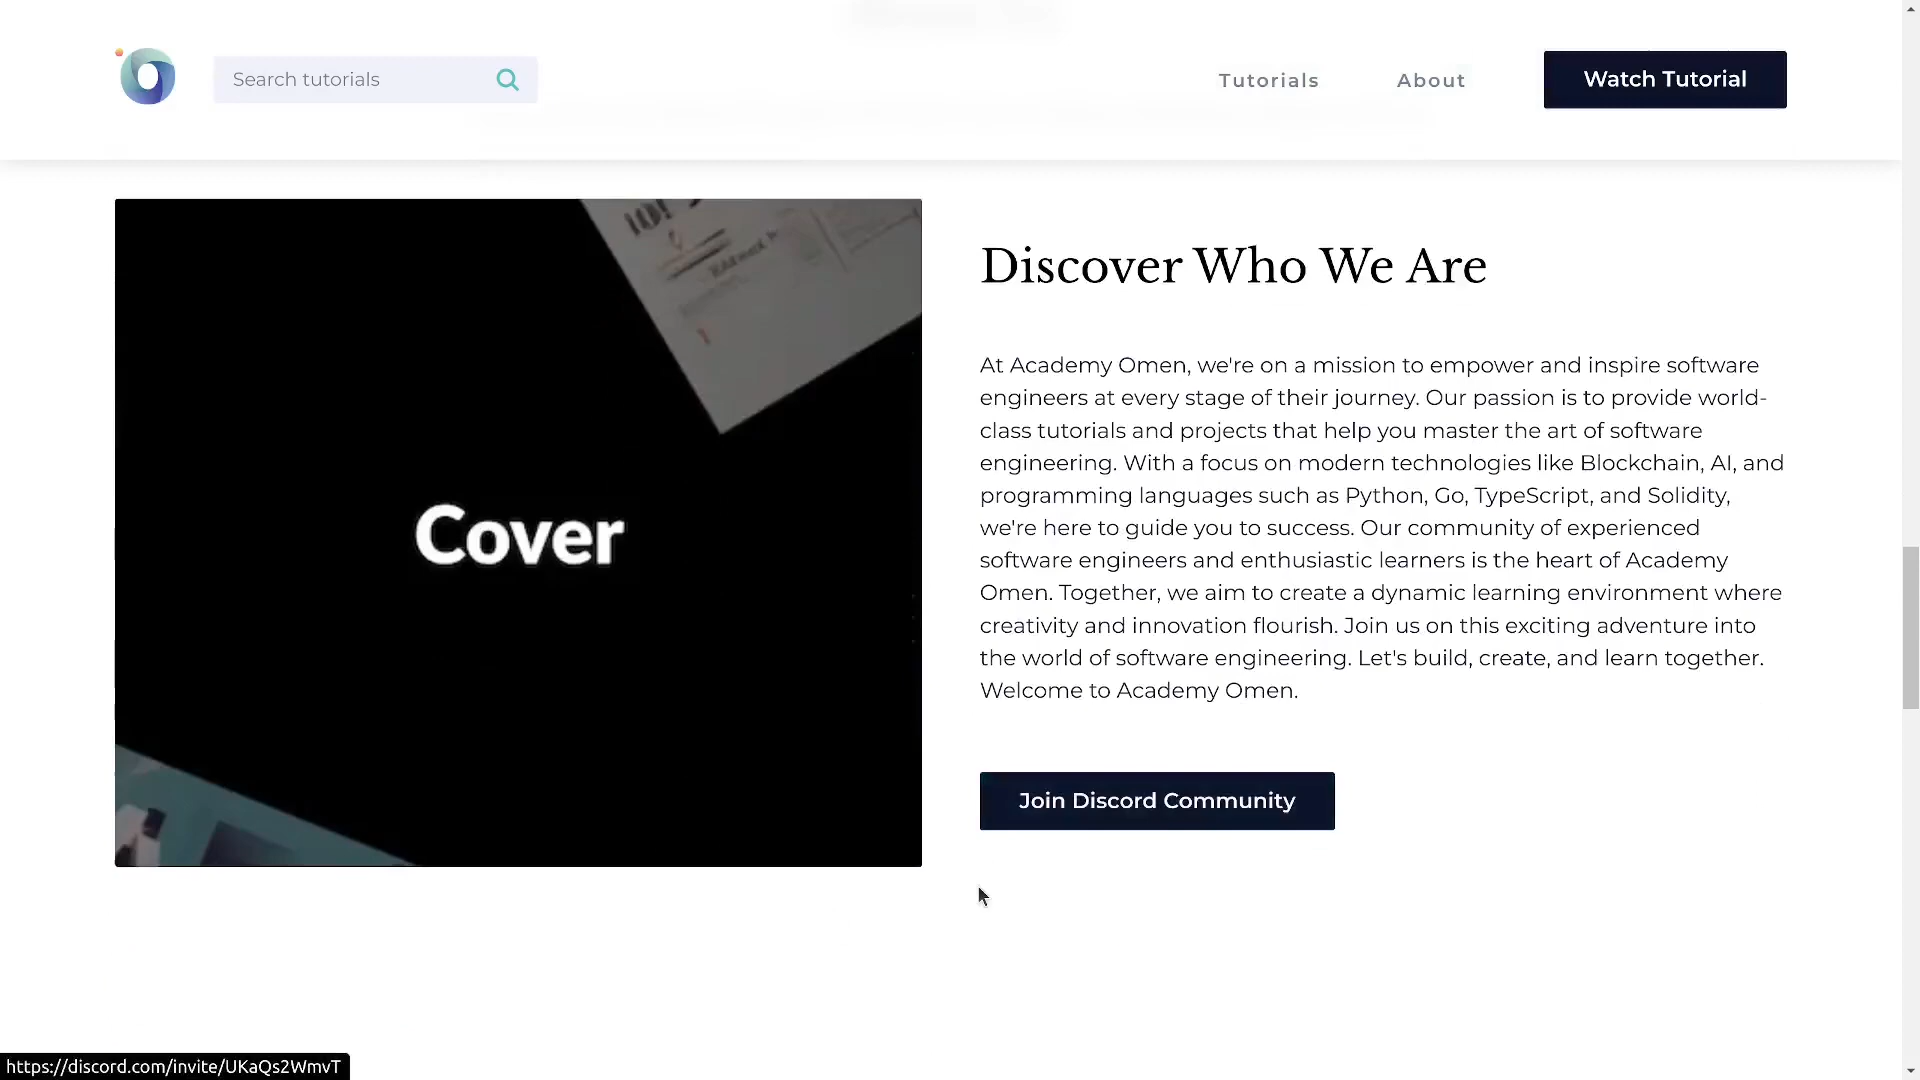 Search tutorials
Tutorials
About
Watch Tutorial
Discover Who We Are
At Academy Omen, we're on a mission to empower and inspire software
engineers at every stage of their journey. Our passion is to provide world-
class tutorials and projects that help you master the art of software
engineering. With a focus on modern technologies like Blockchain, AI, and
programming languages such as Python, Go, TypeScript, and Solidity,
we're here to guide you to success. Our community of experienced
software engineers and enthusiastic learners is the heart of Academy
Omen. Together, we aim to create a dynamic learning environment where
creativity and innovation flourish. Join us on this exciting adventure into
the world of software engineering. Let's build, create, and learn together.
Welcome to Academy Omen.
Cover
Join Discord Community
https://discord.com/invite/UKaQs2WmvT